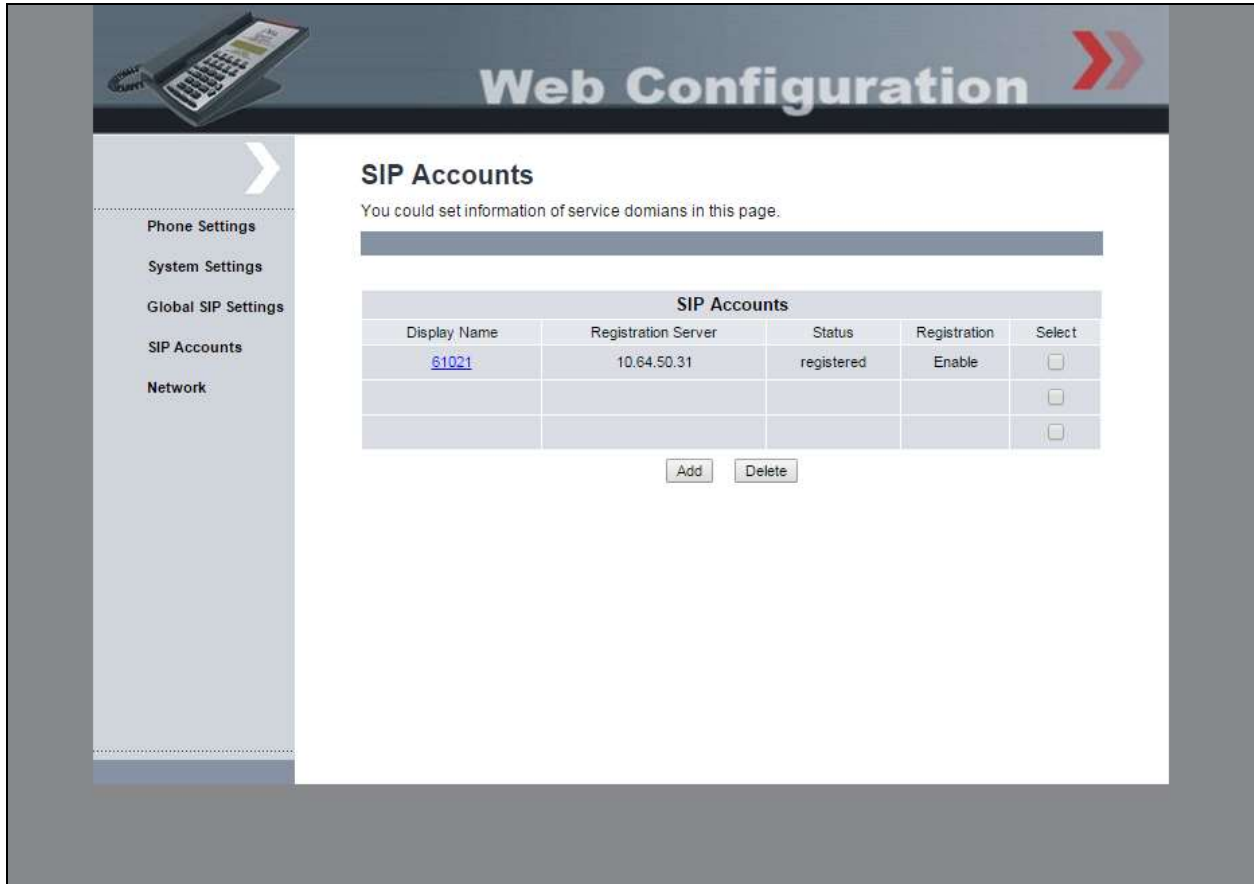 Web Configuration
Phone Settings
System Settings
Global SIP Settings
SIP Accounts
Network
SIP Accounts
You could set information of service domians in this page.
SIP Accounts
Display Name Registration Server Status Registration Select
61021 10.64.50.31 registered Enable
Add Delete